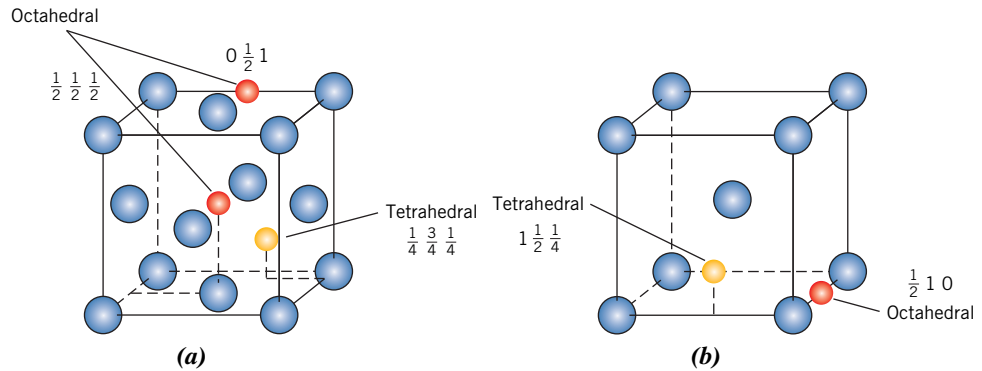 Octahedral
0 1/2 1
1/2 1/2 1/2
Tetrahedral
1/4 3/4 1/4
(a)
Tetrahedral
1 1/2 1/4
1/2 1 0
Octahedral
(b)